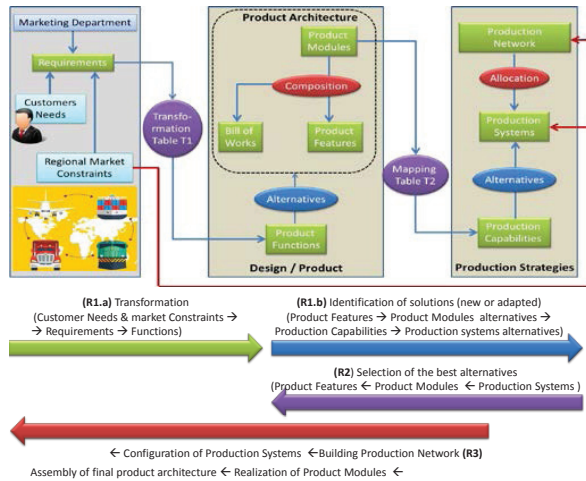 Marketing Department
Requirements
Customers
Needs
Regional Market
Constraints
Transfo-
rmation
Table T1
Product Architecture
Product
Modules
Composition
Bill of
Works
Product
Features
Alternatives
Product
Functions
Design / Product
Mapping
Table T2
Production
Network
Allocation
Production
Systems
Alternatives
Production
Capabilities
Production Strategies
(R1.a) Transformation
(Customer Needs & market Constraints →
→ Requirements → Functions)
(R1.b) Identification of solutions (new or adapted)
(Product Features → Product Modules alternatives →
Production Capabilities → Production systems alternatives)
(R2) Selection of the best alternatives
(Product Features ← Product Modules ← Production Systems )
← Configuration of Production Systems ←Building Production Network (R3)
Assembly of final product architecture ← Realization of Product Modules ←